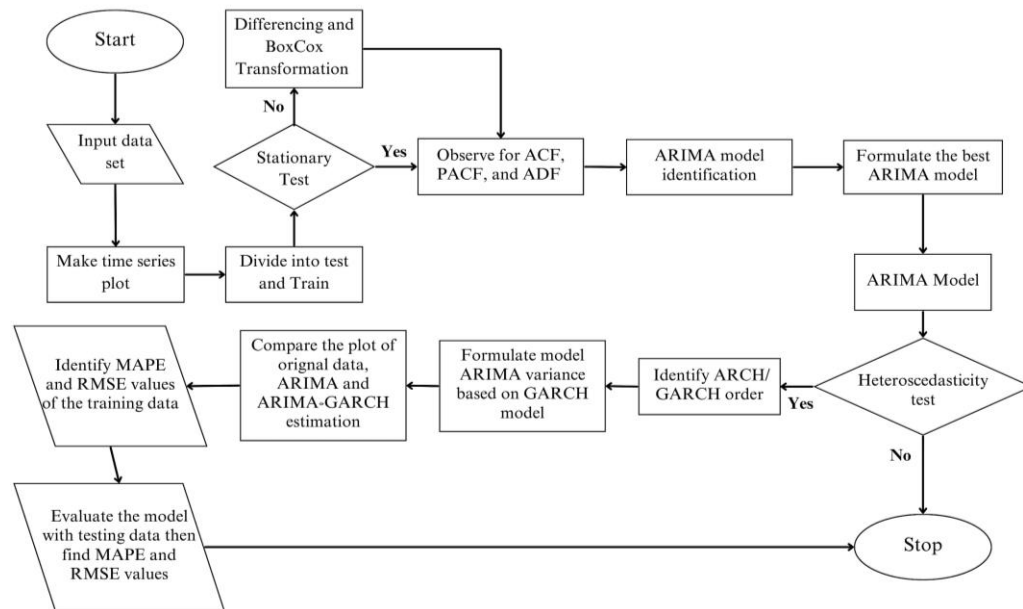 Start
Input data
set
Make time series
plot
Divide into test
and Train
Stationary
Test
No
Differencing and
BoxCox
Transformation
Yes
Observe for ACF,
PACF, and ADF
ARIMA model
identification
Formulate the best
ARIMA model
ARIMA Model
Heteroscedasticity
test
Yes
No
Identify ARCH/
GARCH order
Formulate model
ARIMA variance
based on GARCH
model
Compare the plot of
orignal data,
ARIMA and
ARIMA-GARCH
estimation
Identify MAPE
and RMSE values
of the training data
Evaluate the model
with testing data then
find MAPE and
RMSE values
Stop